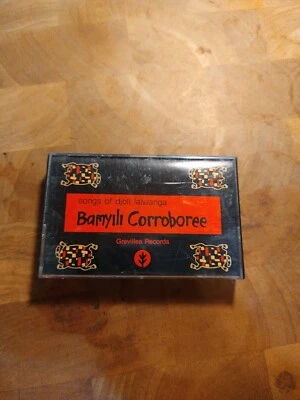 songs of djoli laiwanga
Bamyili Corroboree
Grevillea Records